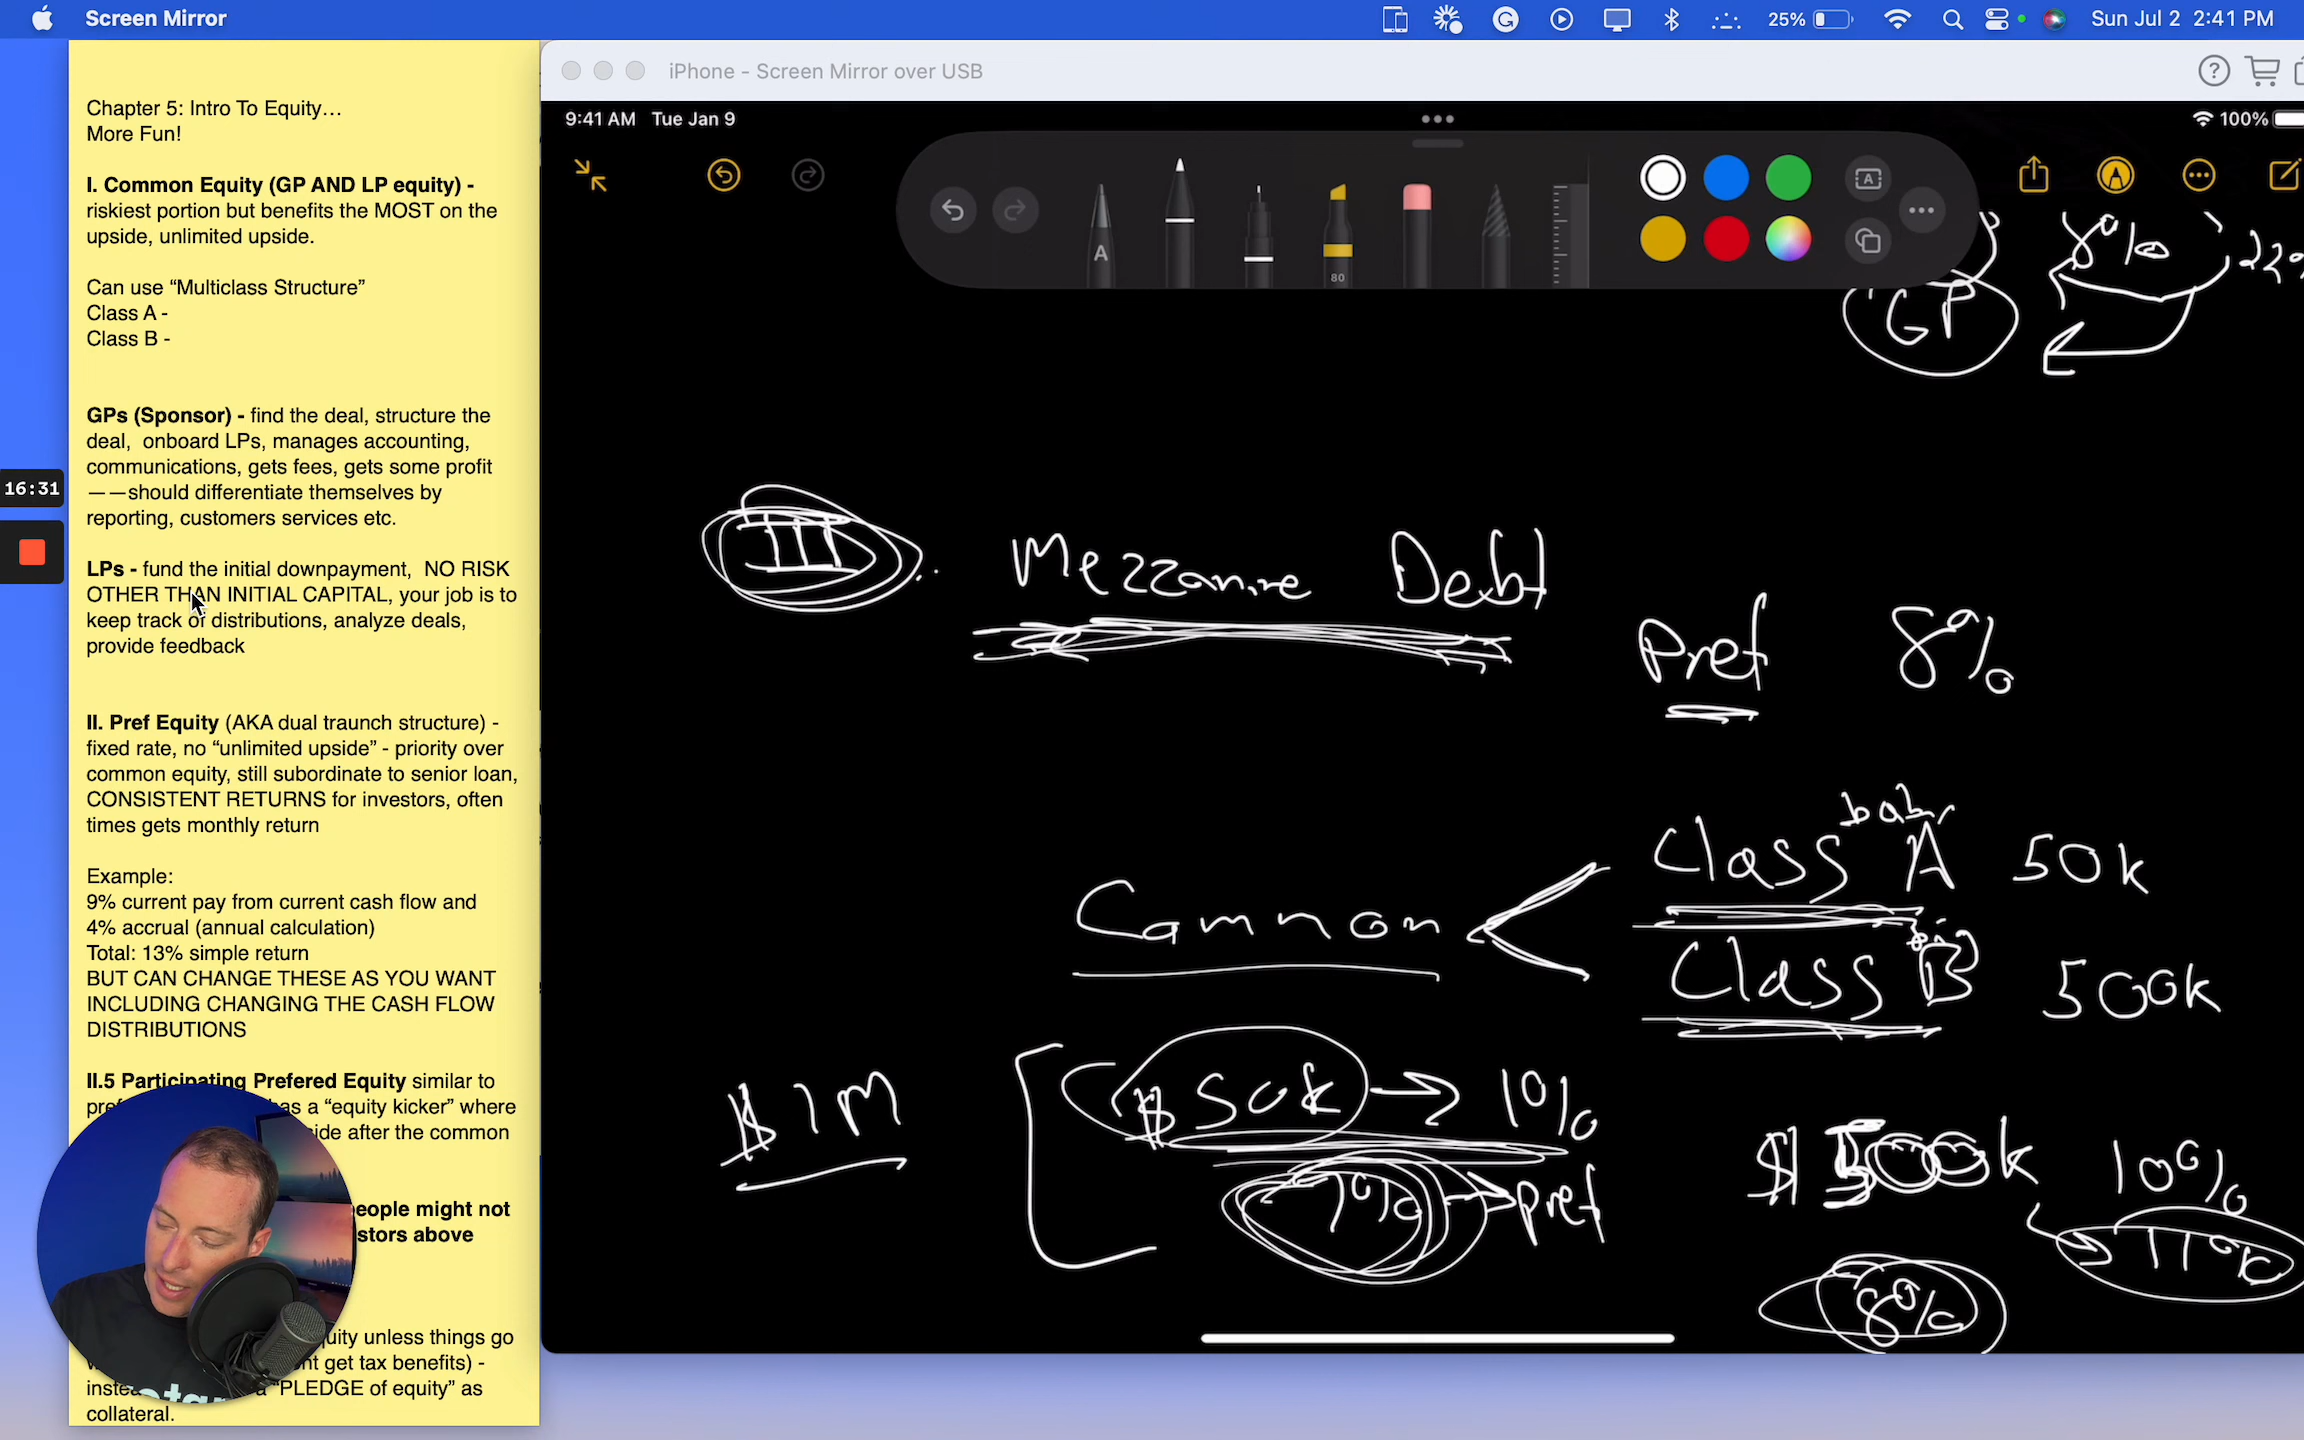 Screen Mirror
25%
Sun Jul 2 2:41 PM
iPhone - Screen Mirror over USB
9:41 AM Tue Jan 9
100%
A
80
A
Chapter 5: Intro To Equity…
More Fun!
I. Common Equity (GP AND LP equity) -
riskiest portion but benefits the MOST on the
upside, unlimited upside.
Can use “Multiclass Structure”
Class A -
Class B -
GPs (Sponsor) - find the deal, structure the
deal, onboard LPs, manages accounting,
communications, gets fees, gets some profit
——should differentiate themselves by
reporting, customers services etc.
16:31
LPs - fund the initial downpayment, NO RISK
OTHER THAN INITIAL CAPITAL, your job is to
keep track of distributions, analyze deals,
provide feedback
II. Pref Equity (AKA dual traunch structure) -
fixed rate, no “unlimited upside” - priority over
common equity, still subordinate to senior loan,
CONSISTENT RETURNS for investors, often
times gets monthly return
Example:
9% current pay from current cash flow and
4% accrual (annual calculation)
Total: 13% simple return
BUT CAN CHANGE THESE AS YOU WANT
INCLUDING CHANGING THE CASH FLOW
DISTRIBUTIONS
II.5 Participating Prefered Equity similar to
as a “equity kicker” where
side after the common
people might not
stors above
uity unless things go
nt get tax benefits) -
a “PLEDGE of equity” as
collateral.
8%
GP
III Mezzanine Debt
Pref 8%
Class A 50k
Common
Class B 500k
$1M
$50k → 10%
7% → pref
$500k 10%
11%
8%